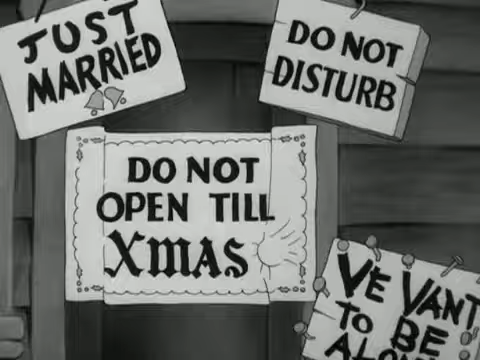 JUST
MARRIED
DO NOT
DISTURB
DO NOT
OPEN TILL
XMAS
VE VANT
TO BE